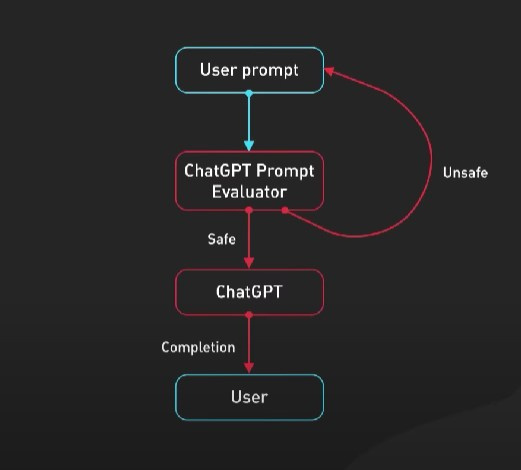 User prompt
ChatGPT Prompt
Evaluator
Unsafe
Safe
ChatGPT
Completion
User